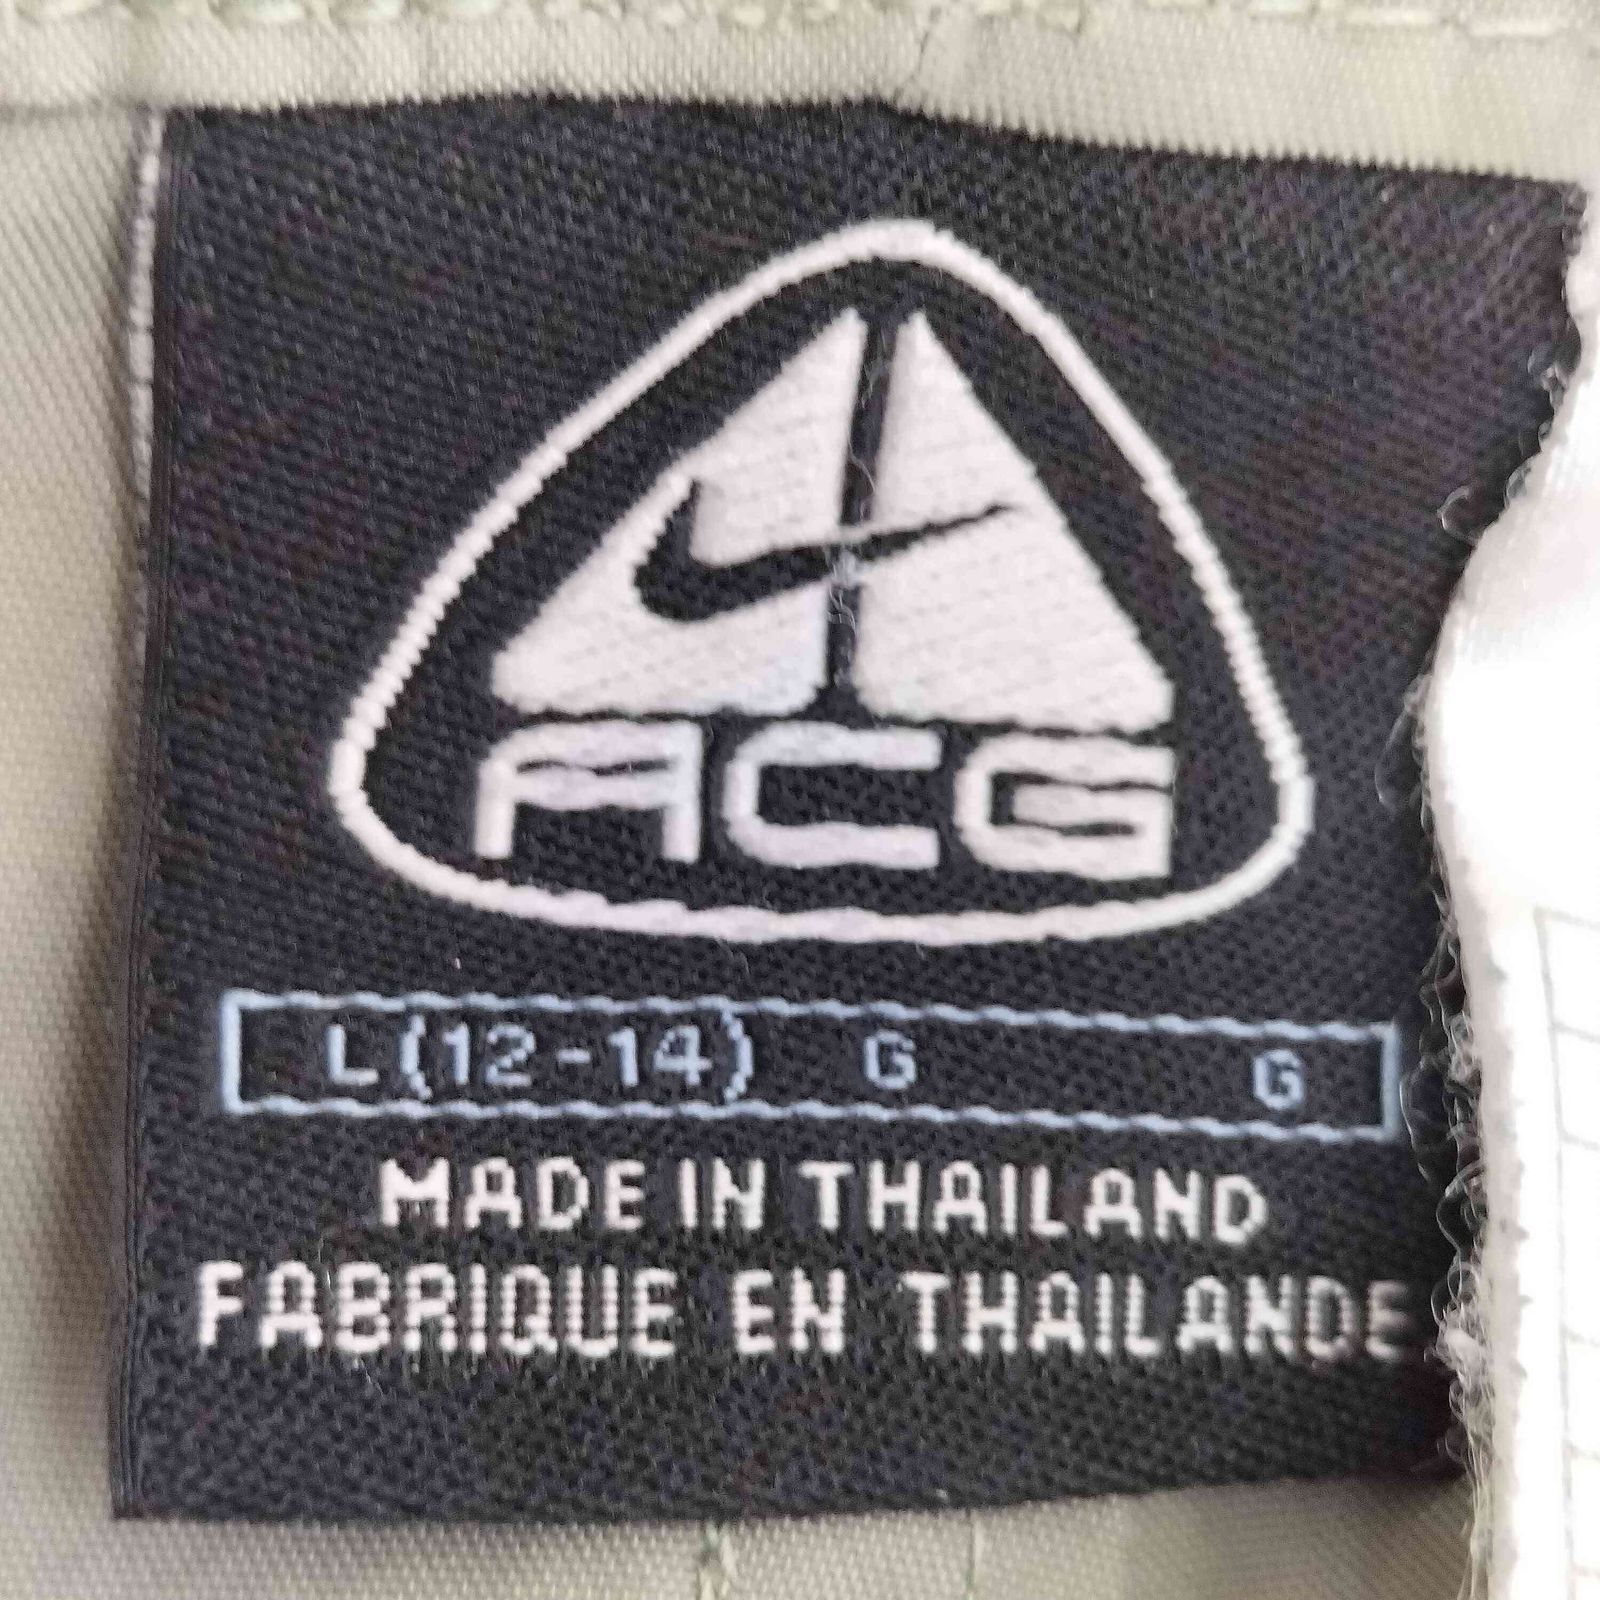 ACG
L(12-14) G G
MADE IN THAILAND
FABRIQUE EN THAILANDE